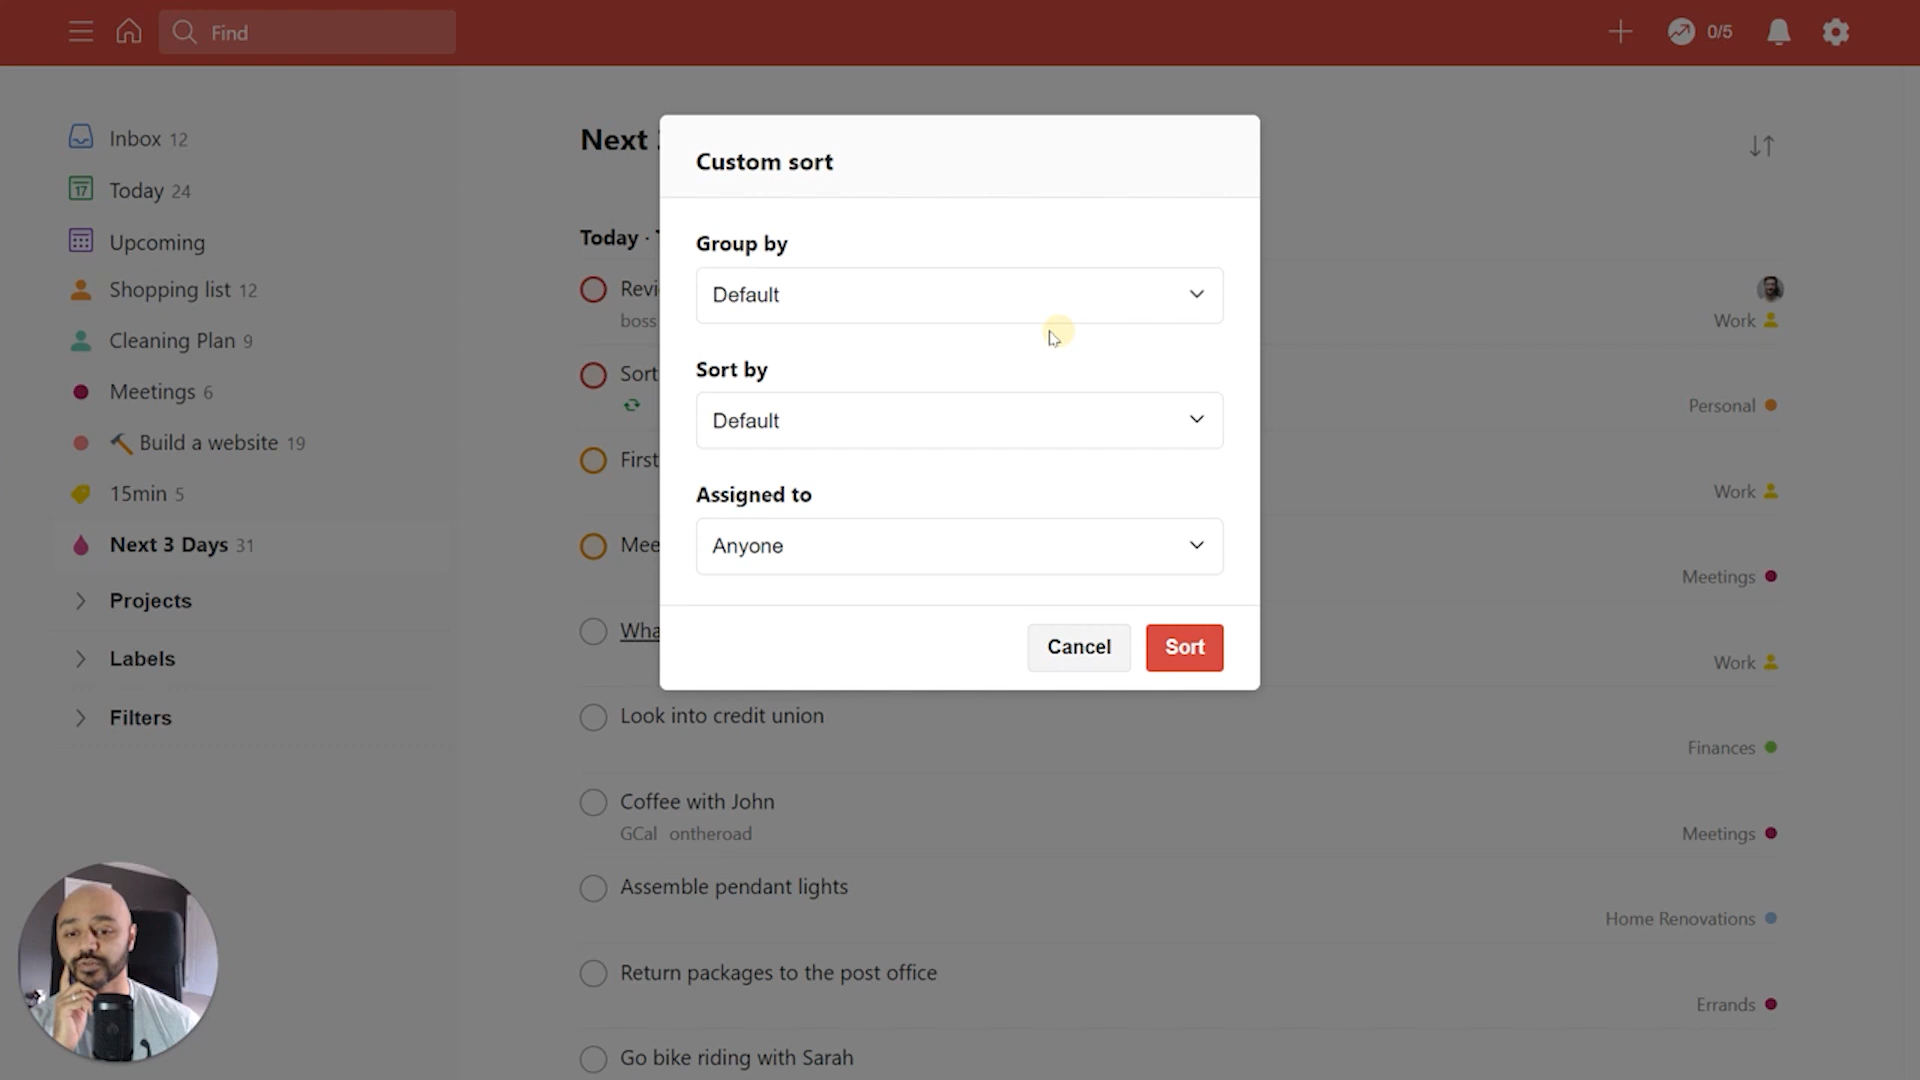 Find
0/5
Inbox 12
17
Today 24
Upcoming
Shopping list 12
Cleaning Plan 9
Meetings 6
Build a website 19
15min 5
Next 3 Days 31
Projects
Labels
Filters
Next
Today ·
Custom sort
Group by
Default
Sort by
Default
Assigned to
Anyone
Cancel
Sort
Revi
boss
Work
Sort
Personal
First
Work
Mee
Meetings
Wha
Work
Look into credit union
Finances
Coffee with John
GCal ontheroad
Meetings
Assemble pendant lights
Home Renovations
Return packages to the post office
Errands
Go bike riding with Sarah